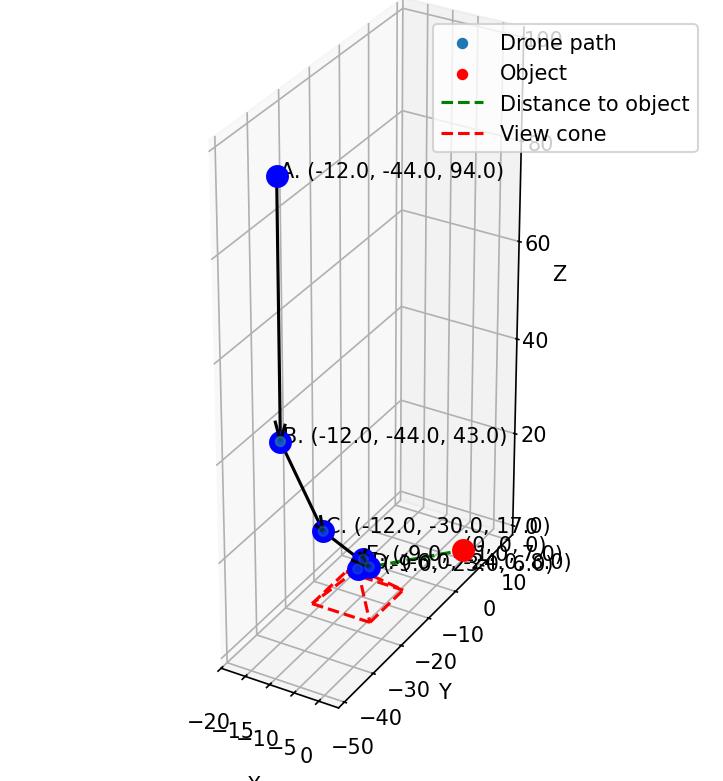 Drone path
Object
Distance to object
View cone
100
80
A. (-12.0, -44.0, 94.0)
60
Z
40
B. (-12.0, -44.0, 43.0)
20
C. (-12.0, -30.0, 17.0)
0
(0, 0, 0)
10
0
−10
−20
−30
Y
−40
−50
−20
−15
−10
−5
0